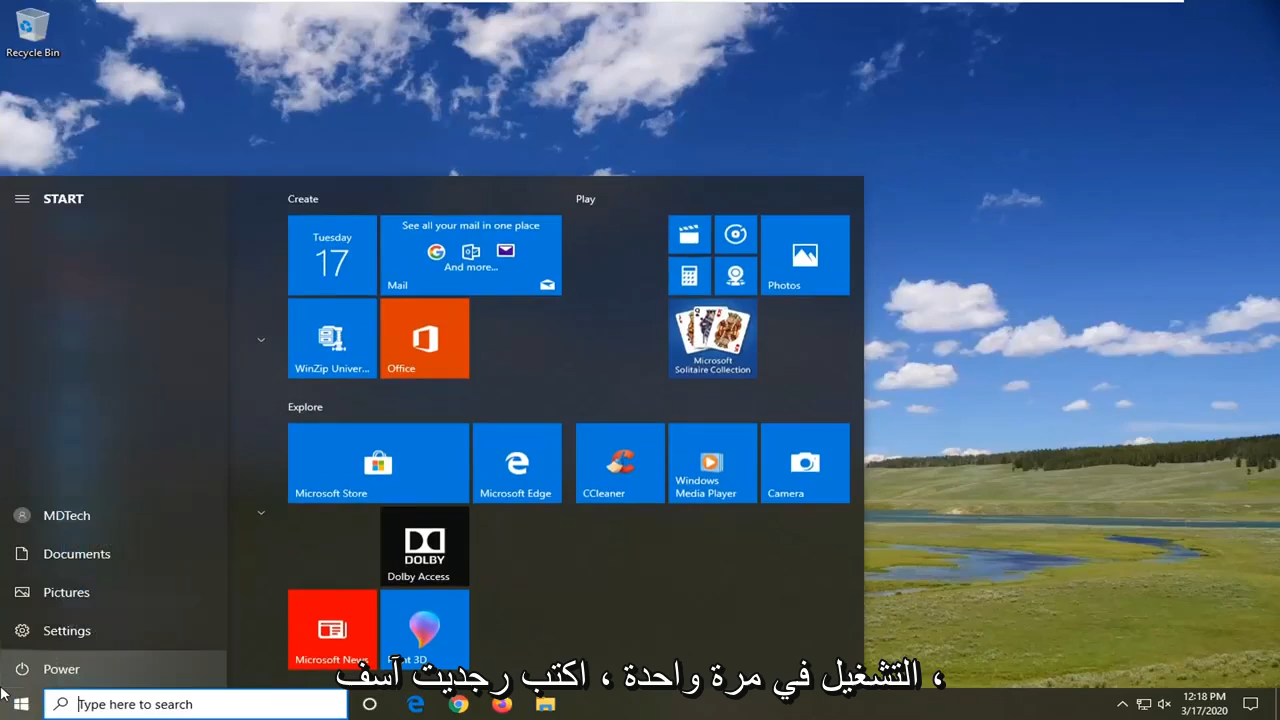 Recycle Bin
START
Create
Play
Tuesday
17
See all your mail in one place
And more...
Mail
Photos
WinZip Univer...
Office
Microsoft
Solitaire Collection
Explore
Microsoft Store
Microsoft Edge
CCleaner
Windows
Media Player
Camera
MDTech
Documents
Pictures
Settings
Power
DOLBY
Dolby Access
Microsoft News
nt 3D
، التشغيل في مرة واحدة ، اكتب رجديت آسف
Type here to search
12:18 PM
3/17/2020